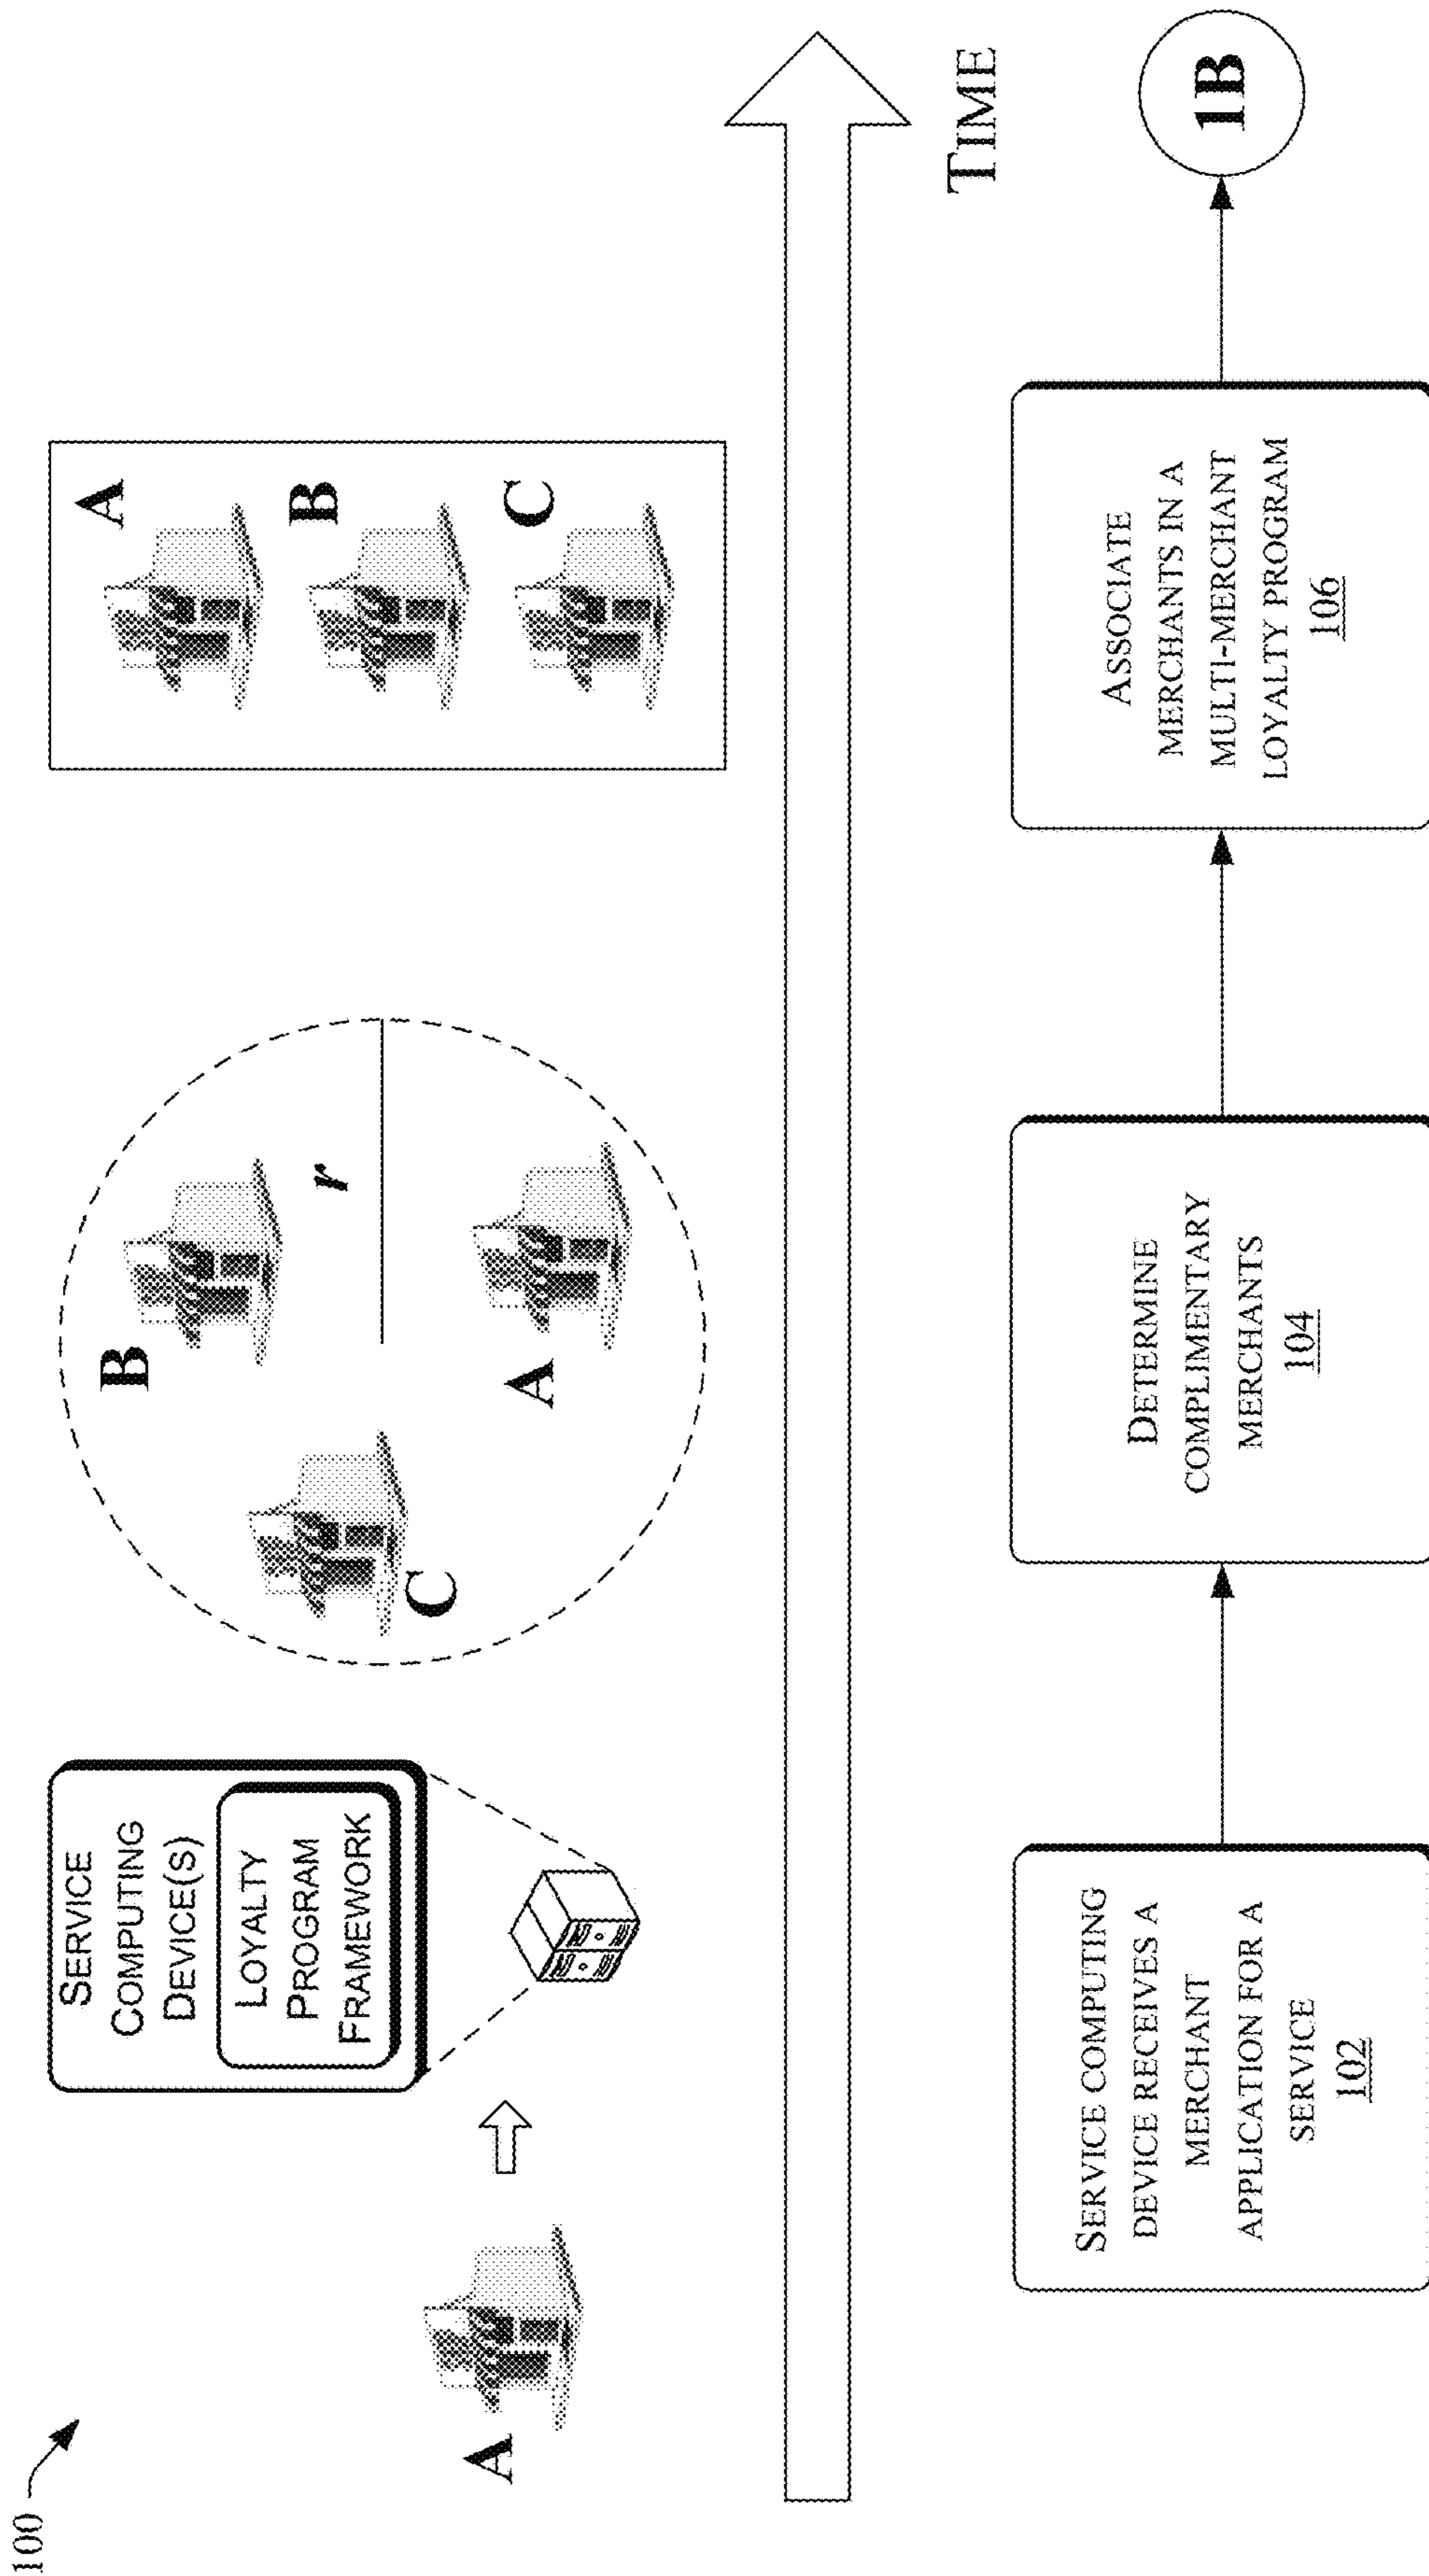 100
A
SERVICE
COMPUTING
DEVICE(S)
LOYALTY
PROGRAM
FRAMEWORK
B
r
C
A
A
B
C
TIME
SERVICE COMPUTING
DEVICE RECEIVES A
MERCHANT
APPLICATION FOR A
SERVICE
102
DETERMINE
COMPLIMENTARY
MERCHANTS
104
ASSOCIATE
MERCHANTS IN A
MULTI-MERCHANT
LOYALTY PROGRAM
106
1B